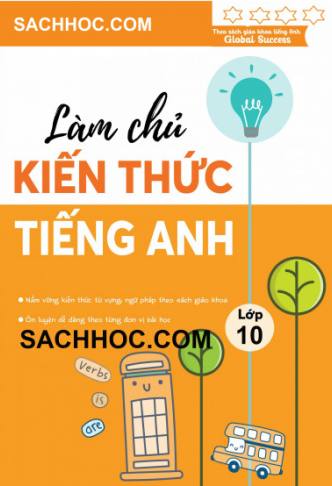 SACHHOC.COM
Theo sách giáo khoa tiếng Anh
Global Success
Làm chủ
KIẾN THỨC
TIẾNG ANH
Nắm vững kiến thức từ vựng, ngữ pháp theo sách giáo khoa
Ôn luyện dễ dàng theo từng đơn vị bài học
Lớp
10
SACHHOC.COM
Verbs
is
are